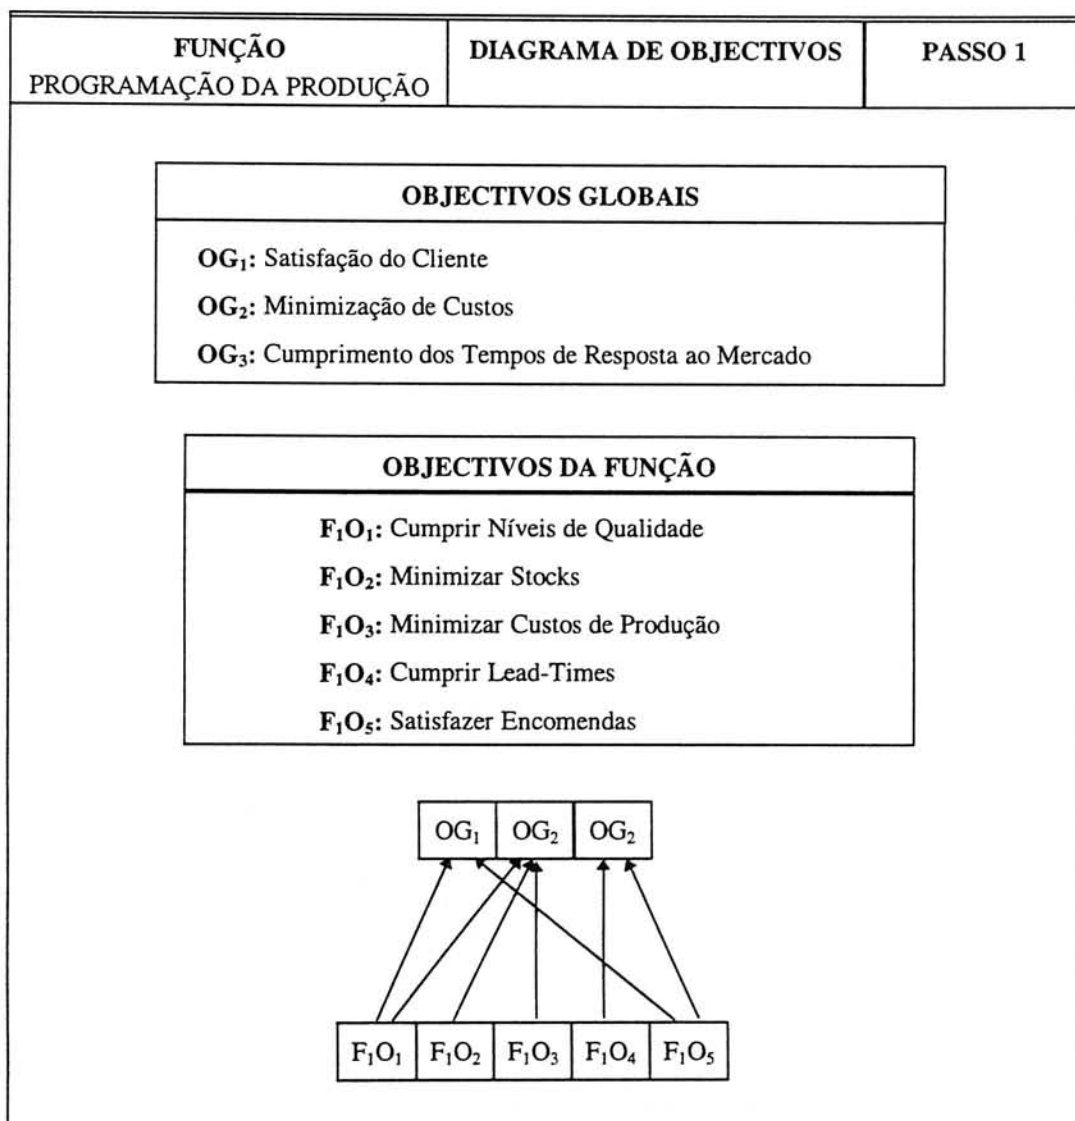 FUNÇÃO
PROGRAMAÇÃO DA PRODUÇÃO
DIAGRAMA DE OBJECTIVOS
PASSO 1
OBJECTIVOS GLOBAIS
OG₁: Satisfação do Cliente
OG₂: Minimização de Custos
OG₃: Cumprimento dos Tempos de Resposta ao Mercado
OBJECTIVOS DA FUNÇÃO
F₁O₁: Cumprir Níveis de Qualidade
F₁O₂: Minimizar Stocks
F₁O₃: Minimizar Custos de Produção
F₁O₄: Cumprir Lead-Times
F₁O₅: Satisfazer Encomendas
OG₁ OG₂ OG₂
F₁O₁ F₁O₂ F₁O₃ F₁O₄ F₁O₅